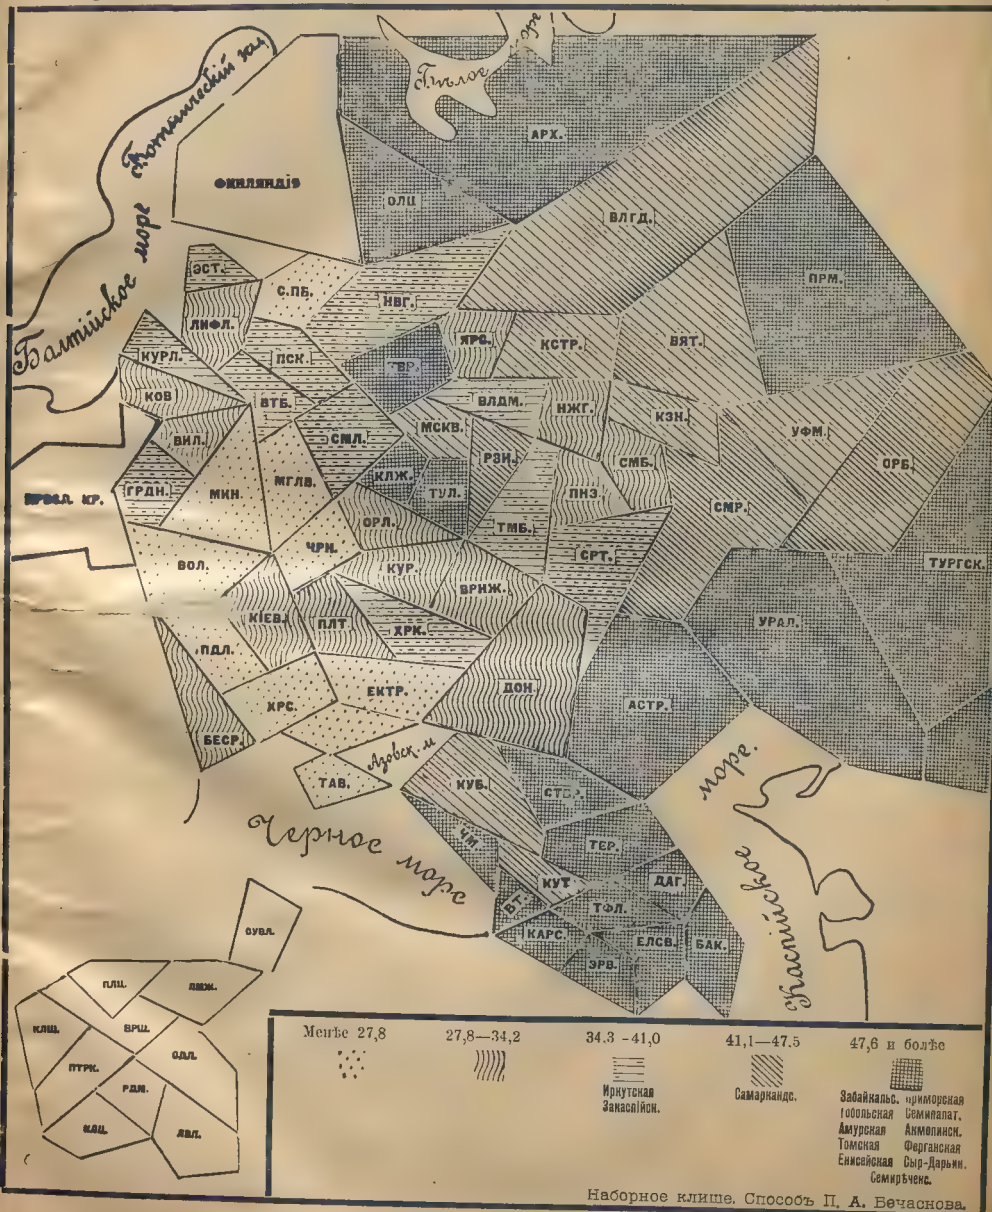 Ботническій зал.
Бѣлое море
Балтійское море
АРХ.
ФИНЛЯНДІЯ
ОЛЦ
ВЛГД.
ЭСТ.
С.ПБ.
НВГ.
ПРМ.
ЛИФЛ.
ЯРС.
КСТР.
ВЯТ.
КУРЛ.
ПСК.
ТВР.
КОВ
ВТБ.
ВЛДМ.
НЖГ.
КЗН.
УФМ.
ВИЛ.
СМЛ.
МСКВ.
РЗН.
СМБ.
ОРБ.
ГРДН.
МКН.
МГЛВ.
КЛЖ.
ТУЛ.
ПНЗ.
СМР.
ПРВСЛ. КР.
ОРЛ.
ТМБ.
СРТ.
ВОЛ.
ЧРН.
КУР.
ВРНЖ.
ТУРГСК.
КІЕВ.
ПЛТ
ХРК.
УРАЛ.
ПДЛ.
ЕКТР.
ДОН.
АСТР.
ХРС.
БЕСР.
Азовск. м
ТАВ.
КУБ.
СТВР.
Черное море
Каспійское море.
ЧМ.
ТЕР.
КУТ
ДАГ.
БТ.
ТФЛ.
КАРС.
ЕЛСВ.
БАК.
ЭРВ.
СУВЛ.
ПЛЦ.
ЛМЖ.
КЛШ.
ВРШ.
СДЛ.
ПТРК.
РДМ.
КЛЦ.
ЛБЛ.
Менѣе 27,8
27,8—34,2
34.3 -41,0
41,1—47.5
47,6 и болѣе
Иркутская
Закаспійск.
Самарканде.
Забайкальс. приморская
Тобольская Семипалат.
Амурская Акмолинск.
Томская Ферганская
Енисейская Сыр-Дарьин.
Семирѣченс.
Наборное клише. Способъ П. А. Бечаснова.